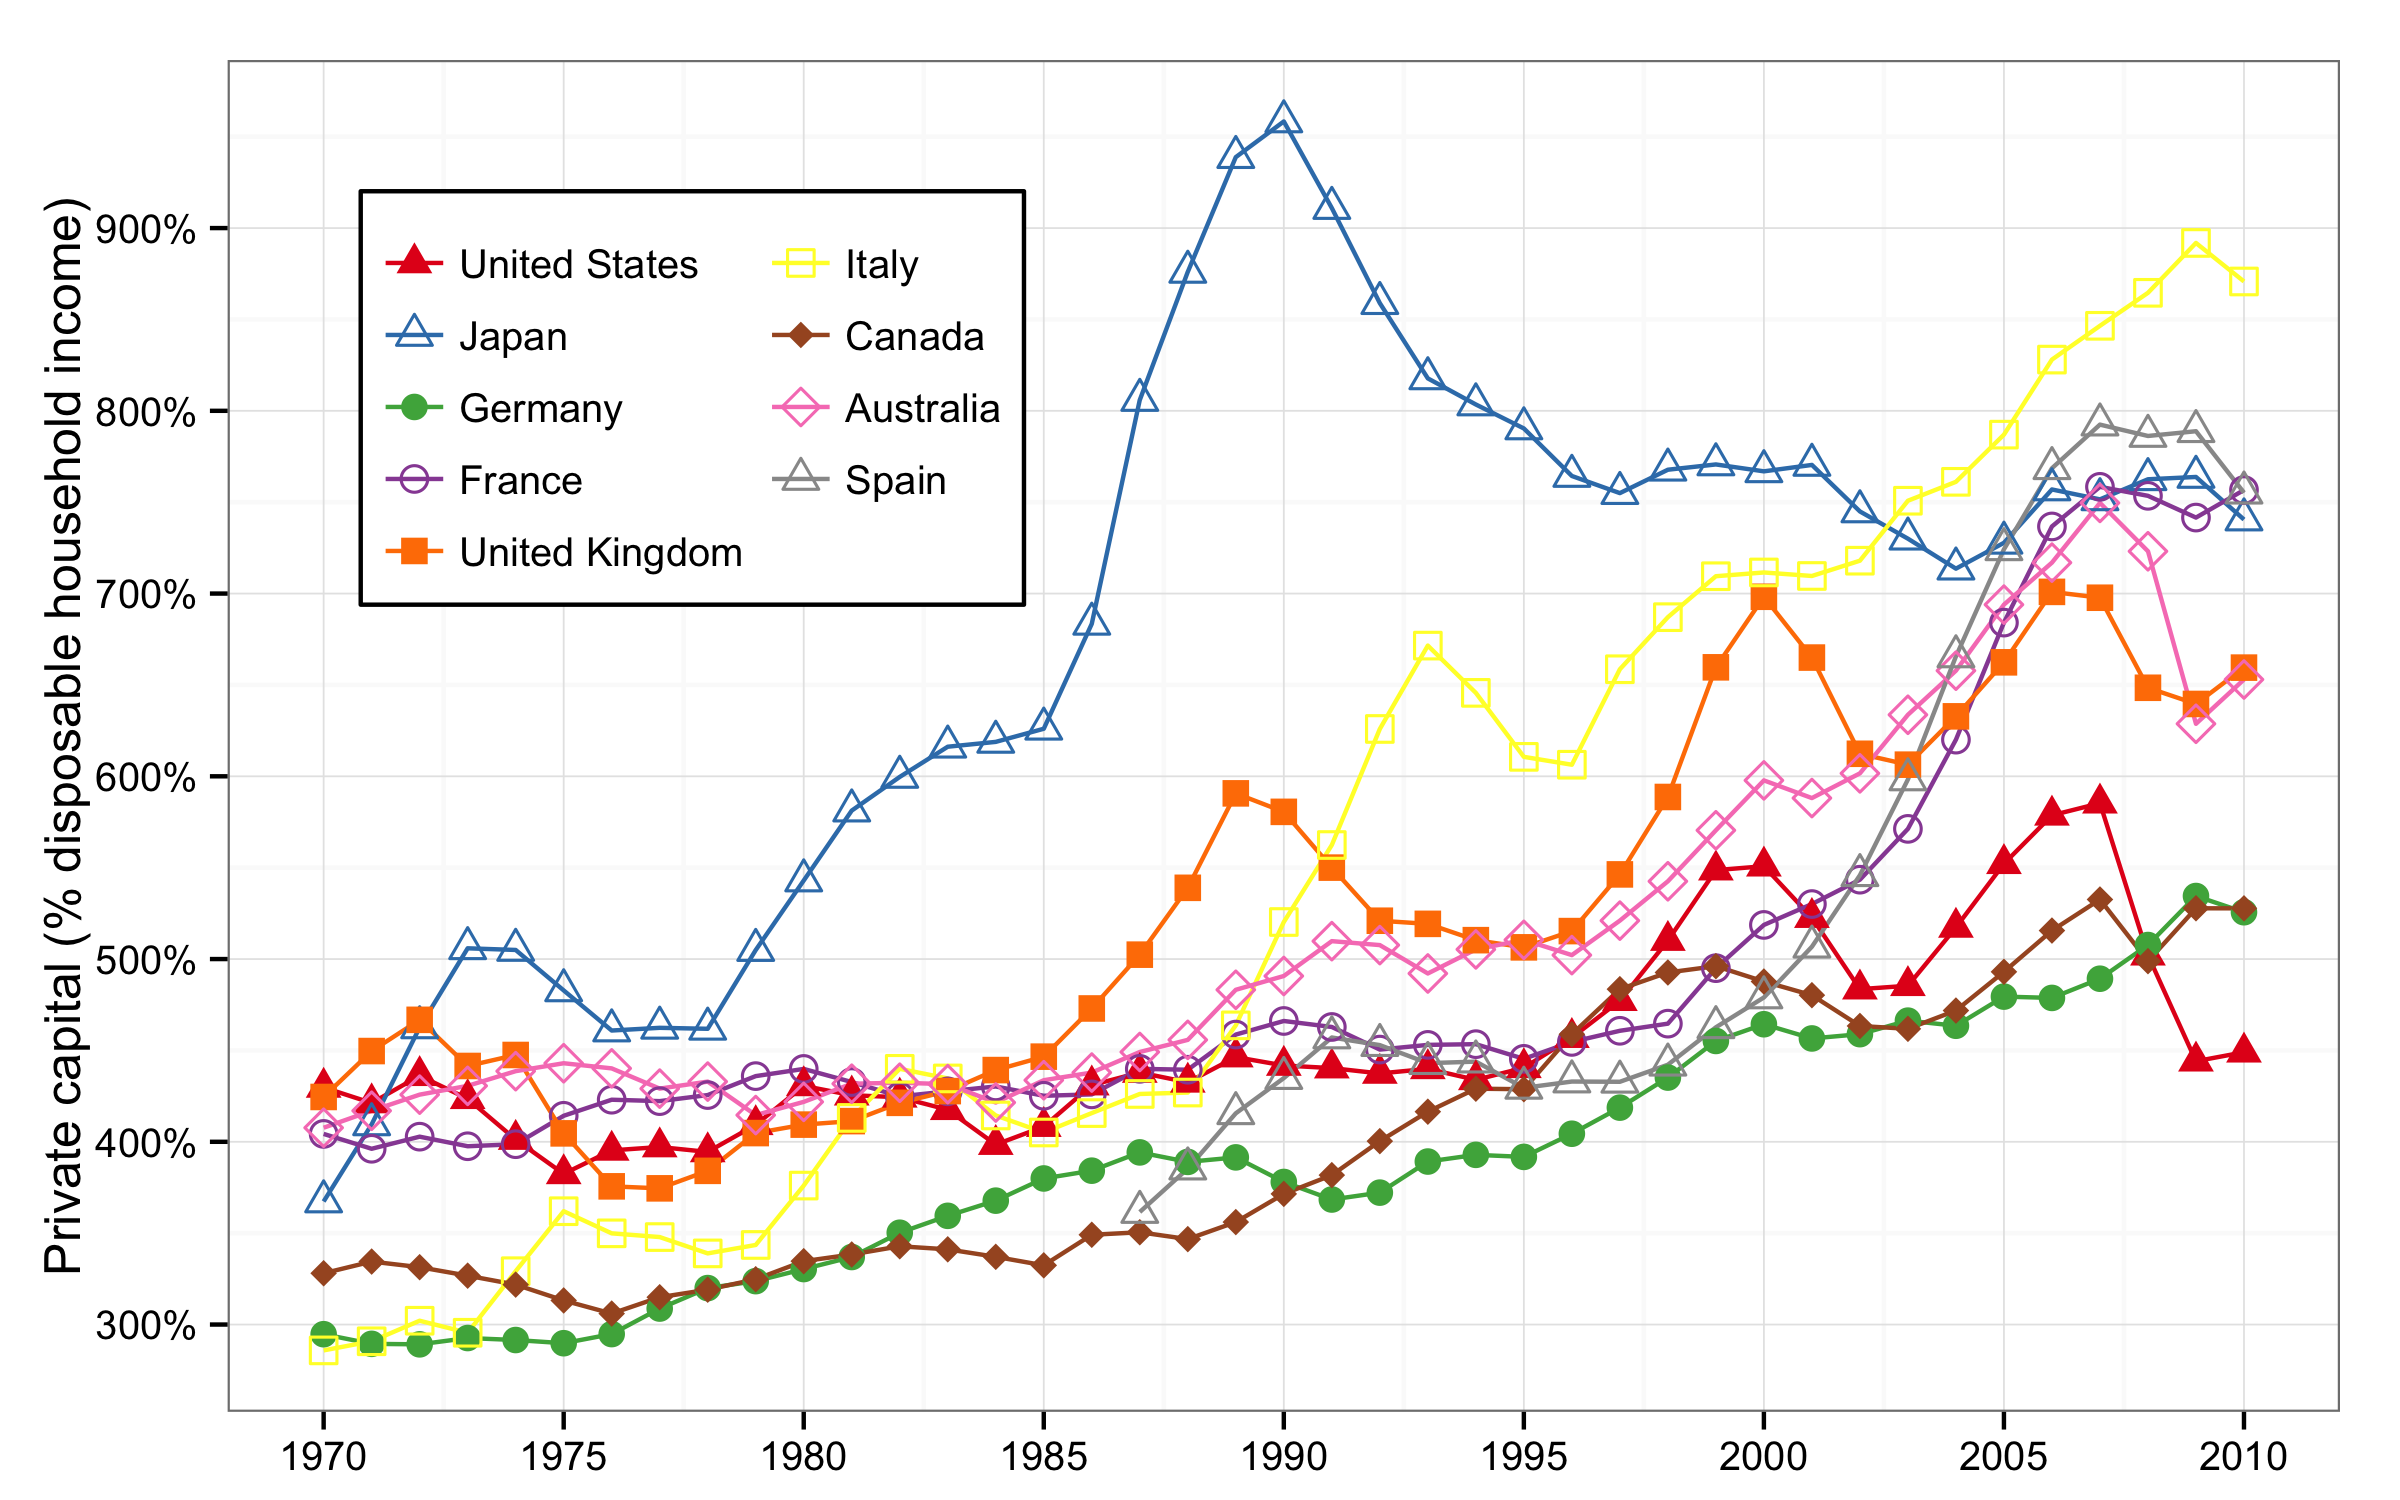 Private capital (% disposable household income)
900%
800%
700%
600%
500%
400%
300%
United States
Japan
Germany
France
United Kingdom
Italy
Canada
Australia
Spain
1970 1975 1980 1985 1990 1995 2000 2005 2010